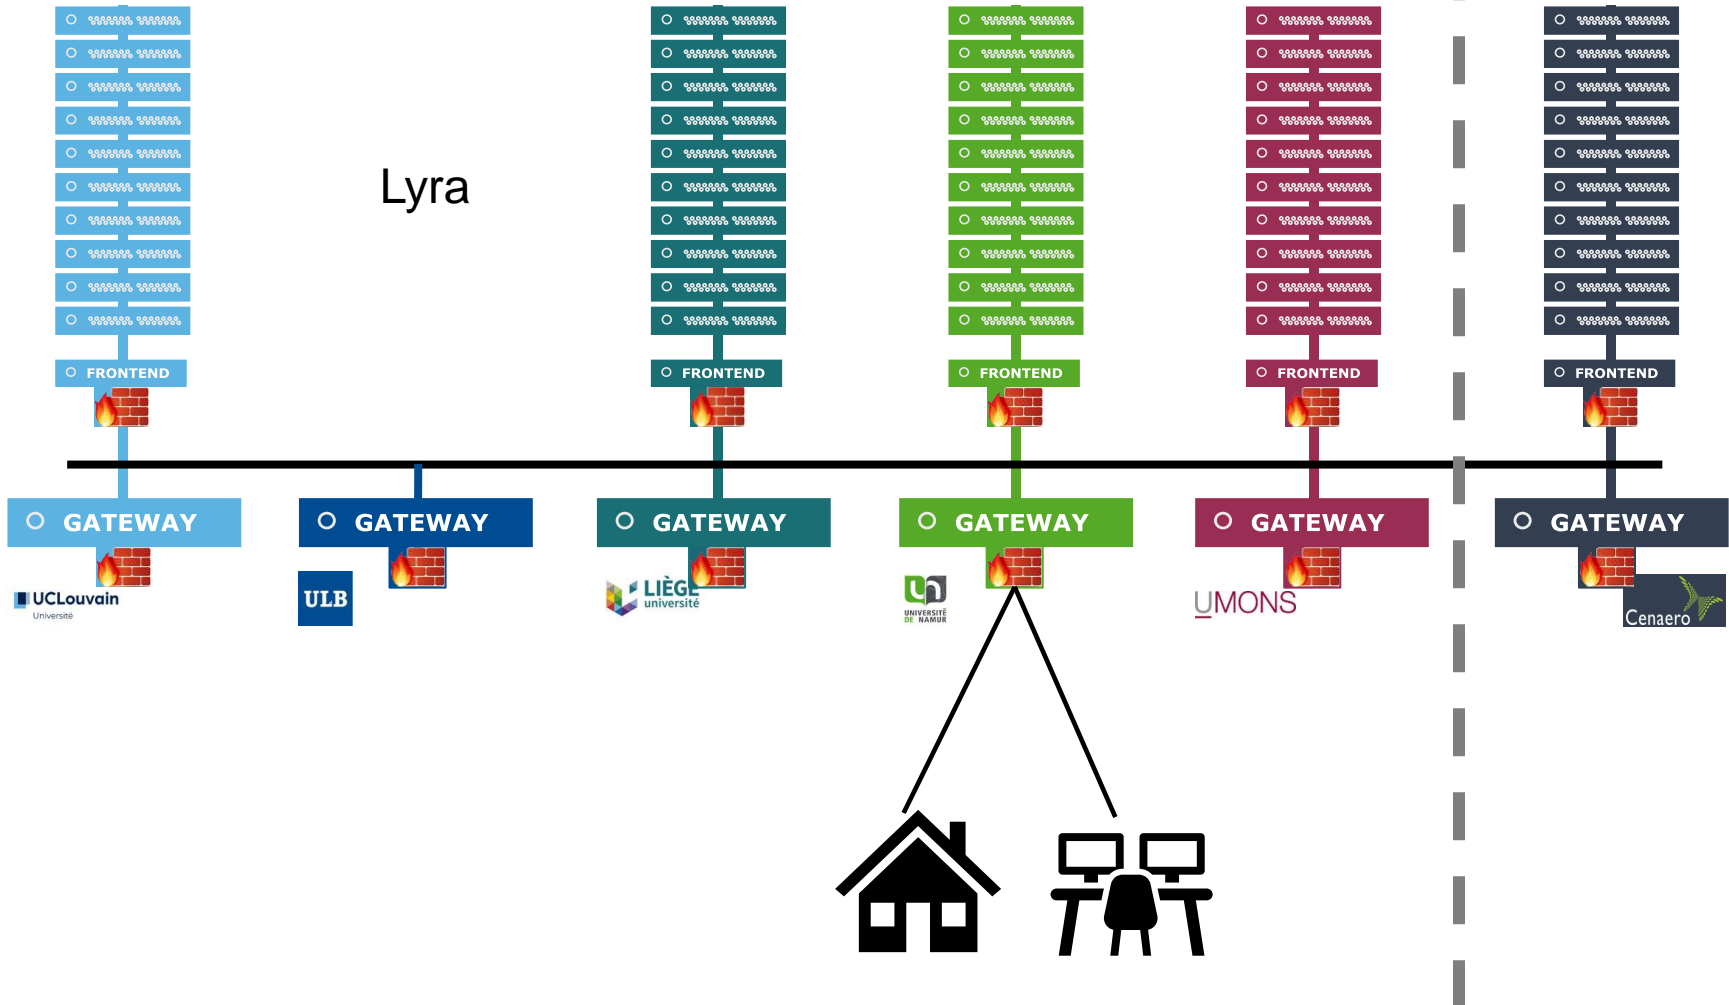 Lyra
FRONTEND
FRONTEND
FRONTEND
FRONTEND
FRONTEND
GATEWAY
GATEWAY
GATEWAY
GATEWAY
GATEWAY
GATEWAY
UCLouvain
Université
ULB
LIÈGE
université
UNIVERSITÉ
DE NAMUR
UMONS
Cenaero